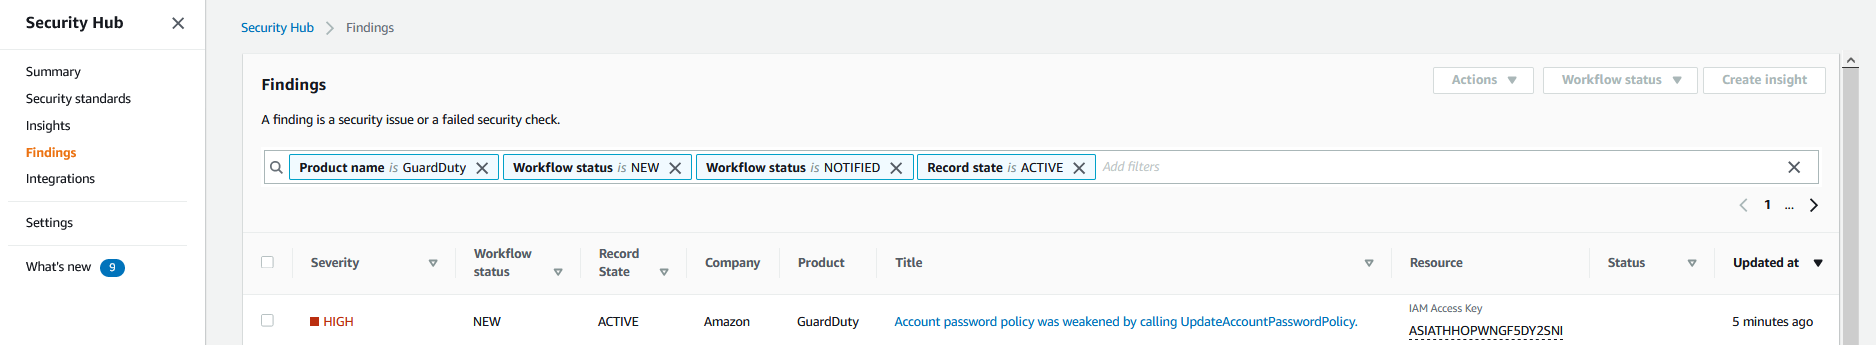 Security Hub
Summary
Security standards
Insights
Findings
Integrations
Settings
What's new 9
Security Hub Findings
Findings
Actions Workflow status Create insight
A finding is a security issue or a failed security check.
Product name is GuardDuty Workflow status is NEW Workflow status is NOTIFIED Record state is ACTIVE Add filters
1 ...
Severity Workflow status Record State Company Product Title Resource Status Updated at
HIGH NEW ACTIVE Amazon GuardDuty Account password policy was weakened by calling UpdateAccountPasswordPolicy. IAM Access Key ASIATHHOPWNGF5DY2SNI 5 minutes ago